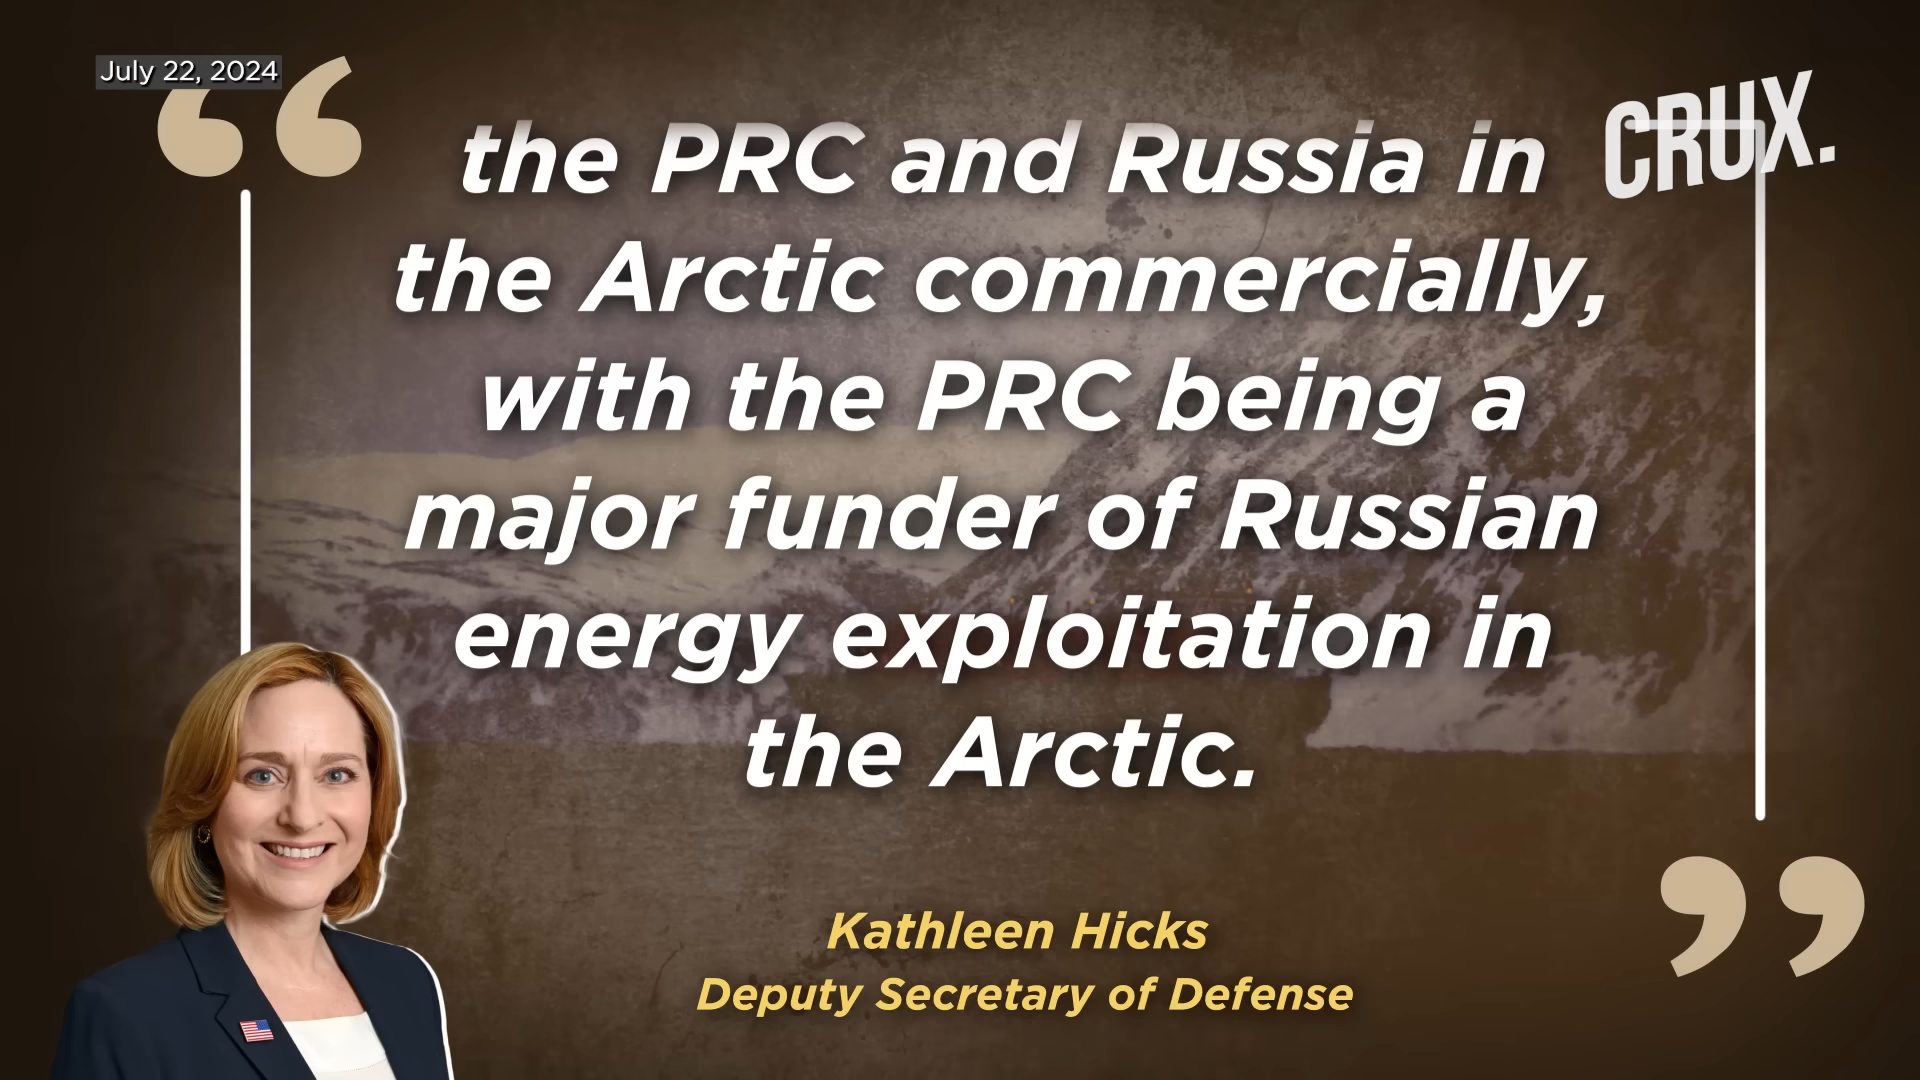 July 22, 2024
CRUX.
the PRC and Russia in
the Arctic commercially,
with the PRC being a
major funder of Russian
energy exploitation in
the Arctic.
Kathleen Hicks
Deputy Secretary of Defense